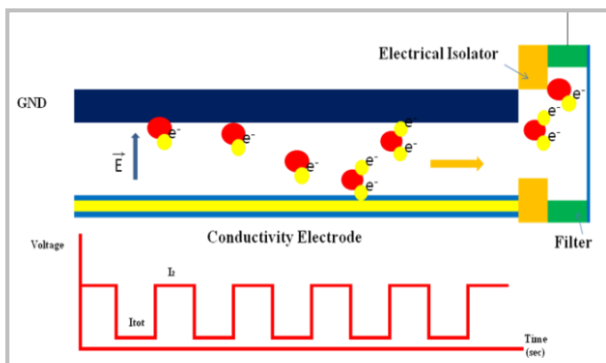 Electrical Isolator
GND
e-
e-
e-
e-
e-
e-
e-
e-
e-
e-
E
Conductivity Electrode
Filter
Voltage
I₂
Itot
Time
(sec)